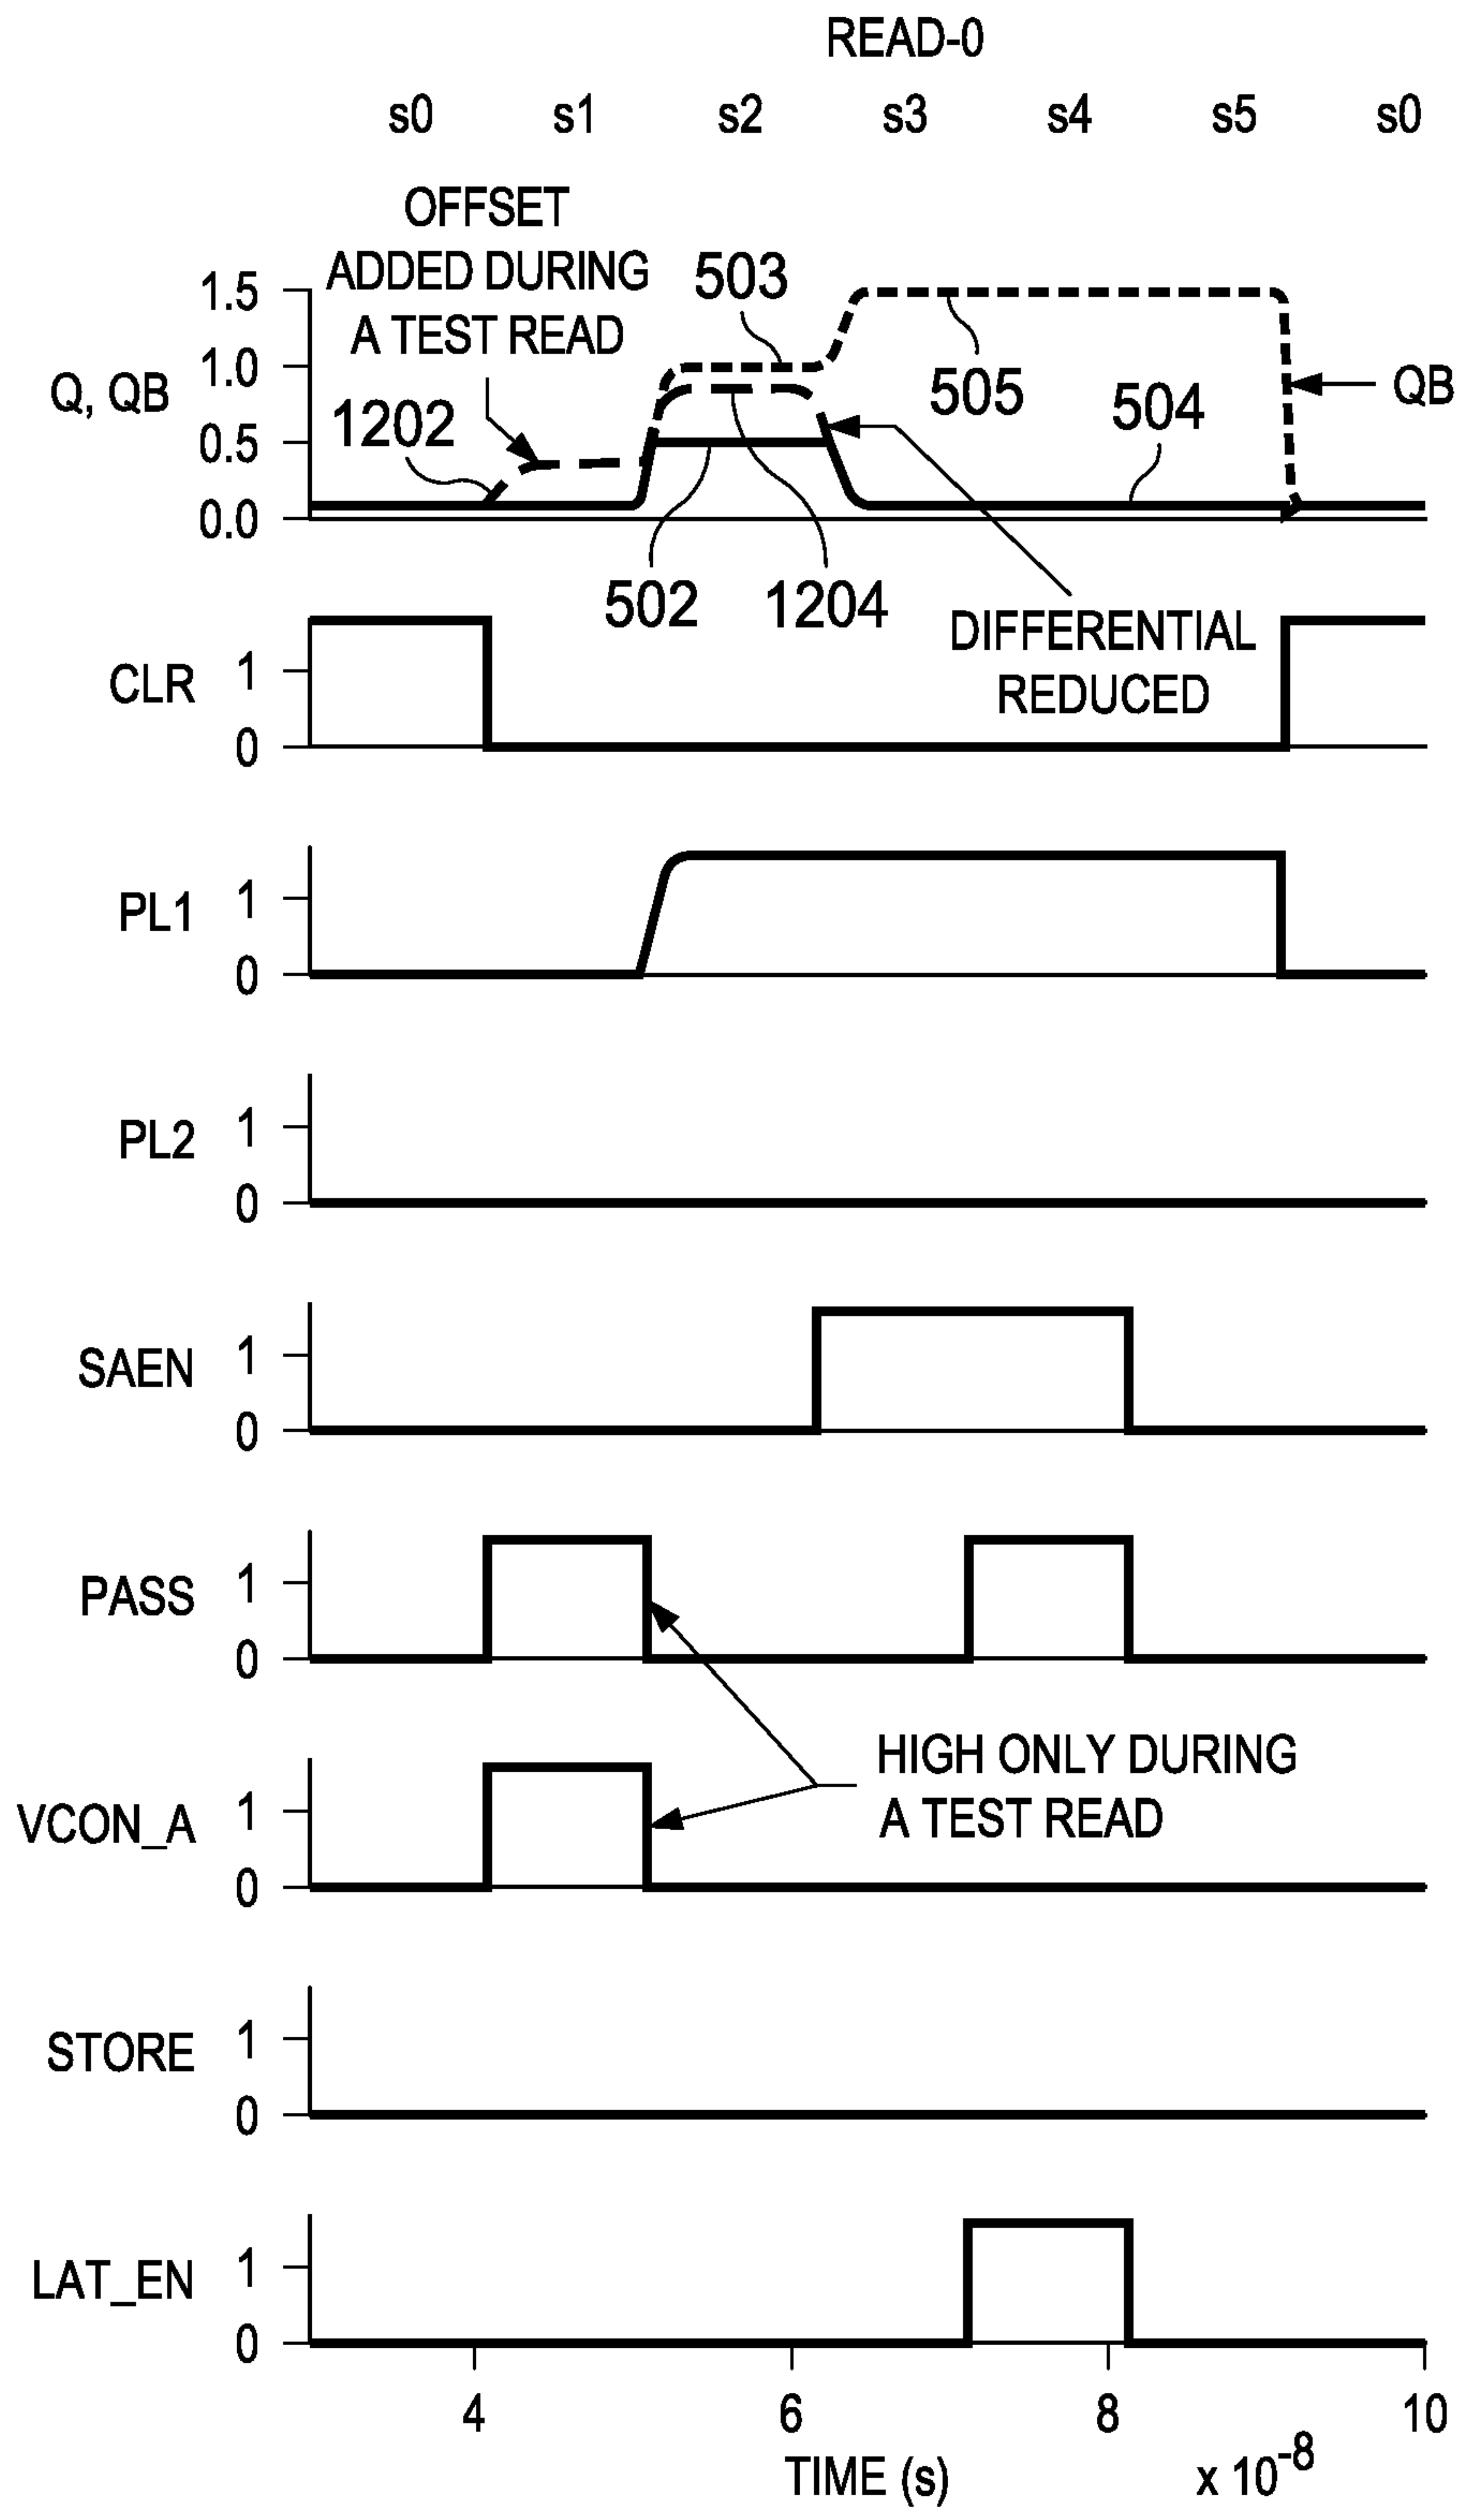 READ-0
s0 s1 s2 s3 s4 s5 s0
OFFSET
ADDED DURING
A TEST READ
503
1.5
1.0
Q, QB
0.5
0.0
1202
505
504
QB
502
1204
DIFFERENTIAL
REDUCED
CLR
1
0
PL1
1
0
PL2
1
0
SAEN
1
0
PASS
1
0
HIGH ONLY DURING
A TEST READ
VCON_A
1
0
STORE
1
0
LAT_EN
1
0
4 6 8 10
TIME (s)
x 10-8